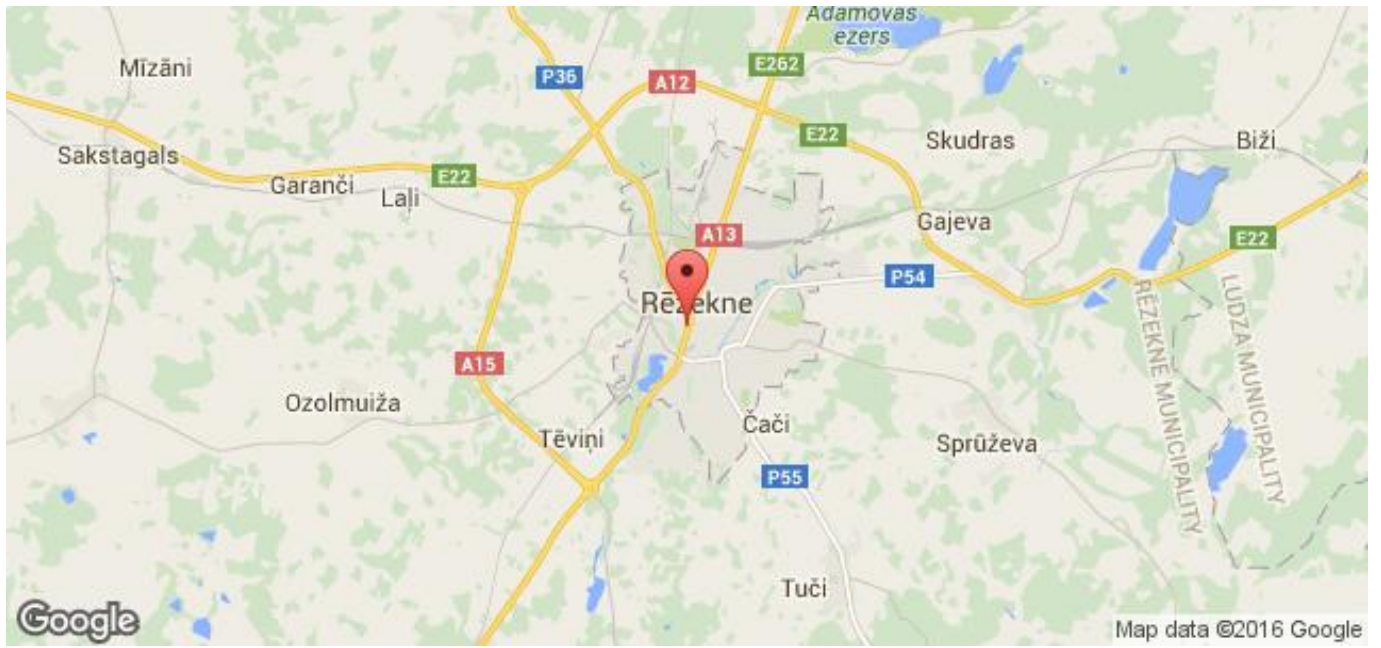 Adamovas
ezers
Mīzāni
P36
A12
E262
E22
Skudras
Biži
Sakstagals
Garanči
E22
Laļi
Gajeva
A13
E22
P54
Rēzekne
RĒZEKNE MUNICIPALITY
LUDZA MUNICIPALITY
A15
Ozolmuiža
Tēviņi
Čači
Sprūževa
P55
Tuči
Google
Map data ©2016 Google